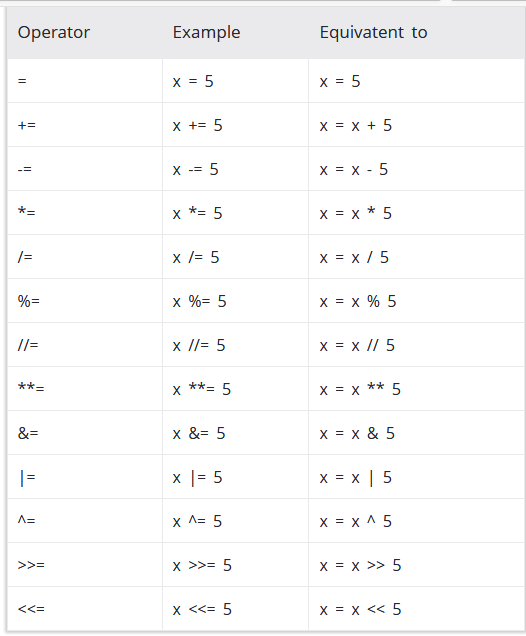 Operator Example Equivatent to
= x = 5 x = 5
+= x += 5 x = x + 5
-= x -= 5 x = x - 5
*= x *= 5 x = x * 5
/= x /= 5 x = x / 5
%= x %= 5 x = x % 5
//= x //= 5 x = x // 5
**= x **= 5 x = x ** 5
&= x &= 5 x = x & 5
|= x |= 5 x = x | 5
^= x ^= 5 x = x ^ 5
>>= x >>= 5 x = x >> 5
<<= x <<= 5 x = x << 5